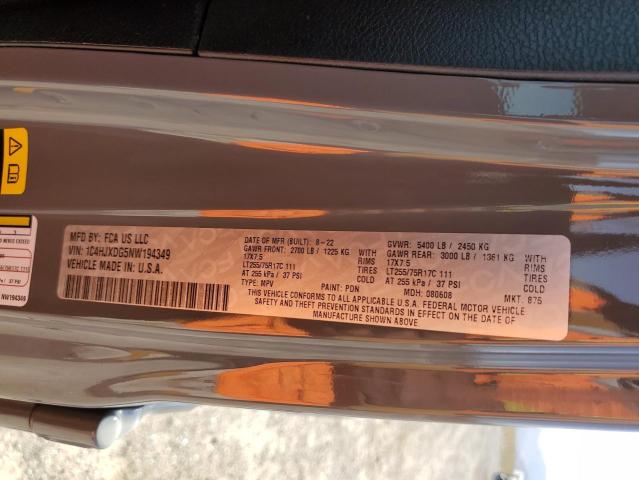 MFD BY: FCA US LLC
VIN: 1C4HJXDG5NW194349
VEHICLE MADE IN: U.S.A.
DATE OF MFR (BUILT): 8-22
GAWR FRONT: 2700 LB / 1225 KG
17X7.5 WITH RIMS
LT255/75R17C 111 TIRES
AT 255 kPa / 37 PSI COLD
TYPE: MPV PAINT: PDN
GVWR: 5400 LB / 2450 KG
GAWR REAR: 3000 LB / 1361 KG
17X7.5 WITH RIMS
LT255/75R17C 111 TIRES
AT 255 kPa / 37 PSI COLD
MDH: 080608 MKT: 875
THIS VEHICLE CONFORMS TO ALL APPLICABLE U.S.A. FEDERAL MOTOR VEHICLE
SAFETY AND THEFT PREVENTION STANDARDS IN EFFECT ON THE DATE OF
MANUFACTURE SHOWN ABOVE
NW194349